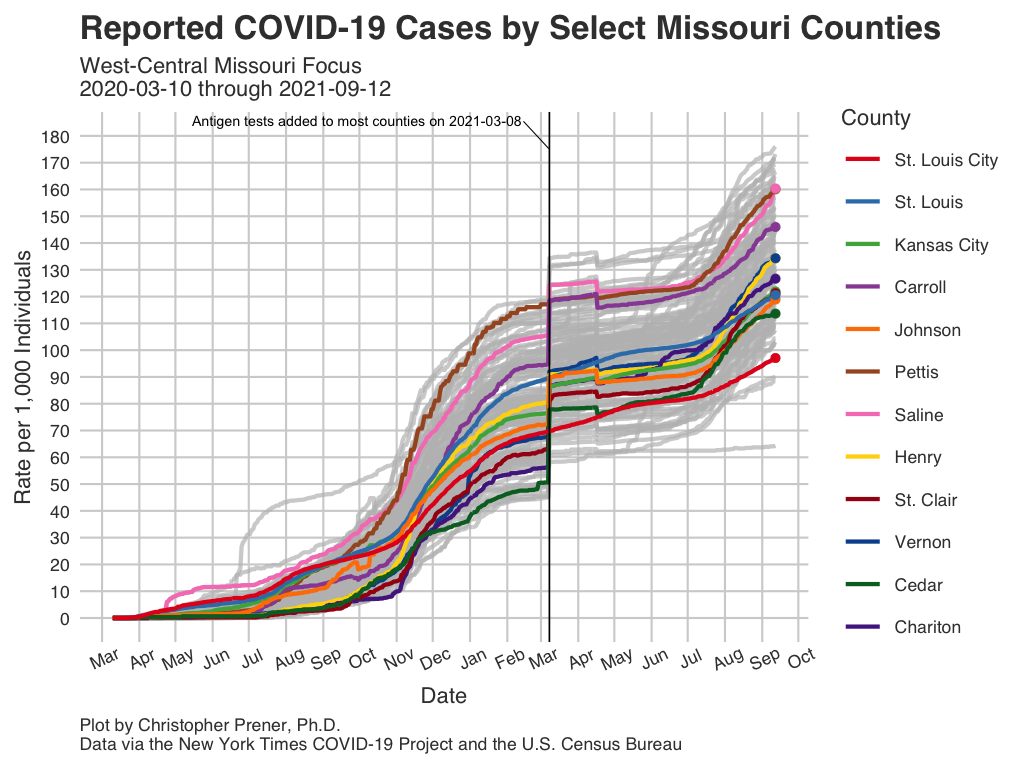 Reported COVID-19 Cases by Select Missouri Counties
West-Central Missouri Focus
2020-03-10 through 2021-09-12
Antigen tests added to most counties on 2021-03-08
Rate per 1,000 Individuals
180
170
160
150
140
130
120
110
100
90
80
70
60
50
40
30
20
10
0
Mar Apr May Jun Jul Aug Sep Oct Nov Dec Jan Feb Mar Apr May Jun Jul Aug Sep Oct
Date
County
St. Louis City
St. Louis
Kansas City
Carroll
Johnson
Pettis
Saline
Henry
St. Clair
Vernon
Cedar
Chariton
Plot by Christopher Prener, Ph.D.
Data via the New York Times COVID-19 Project and the U.S. Census Bureau